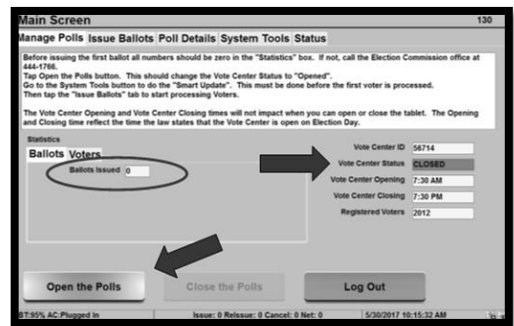 Main Screen 130
Manage Polls Issue Ballots Poll Details System Tools Status
Before issuing the first ballot all numbers should be zero in the "Statistics" box. If not, call the Election Commission office at
444-1766.
Tap Open the Polls button. This should change the Vote Center Status to "Opened".
Go to the System Tools button to do the "Smart Update". This must be done before the first voter is processed.
Then tap the "Issue Ballots" tab to start processing Voters.
The Vote Center Opening and Vote Center Closing times will not impact when you can open or close the tablet. The Opening
and Closing time reflect the time the law states that the Vote Center is open on Election Day.
Statistics
Ballots Voters
Ballots Issued 0
Vote Center ID 56714
Vote Center Status CLOSED
Vote Center Opening 7:30 AM
Vote Center Closing 7:30 PM
Registered Voters 2012
Open the Polls Close the Polls Log Out
BT:95% AC:Plugged In Issue: 0 Reissue: 0 Cancel: 0 Net: 0 5/30/2017 10:15:32 AM